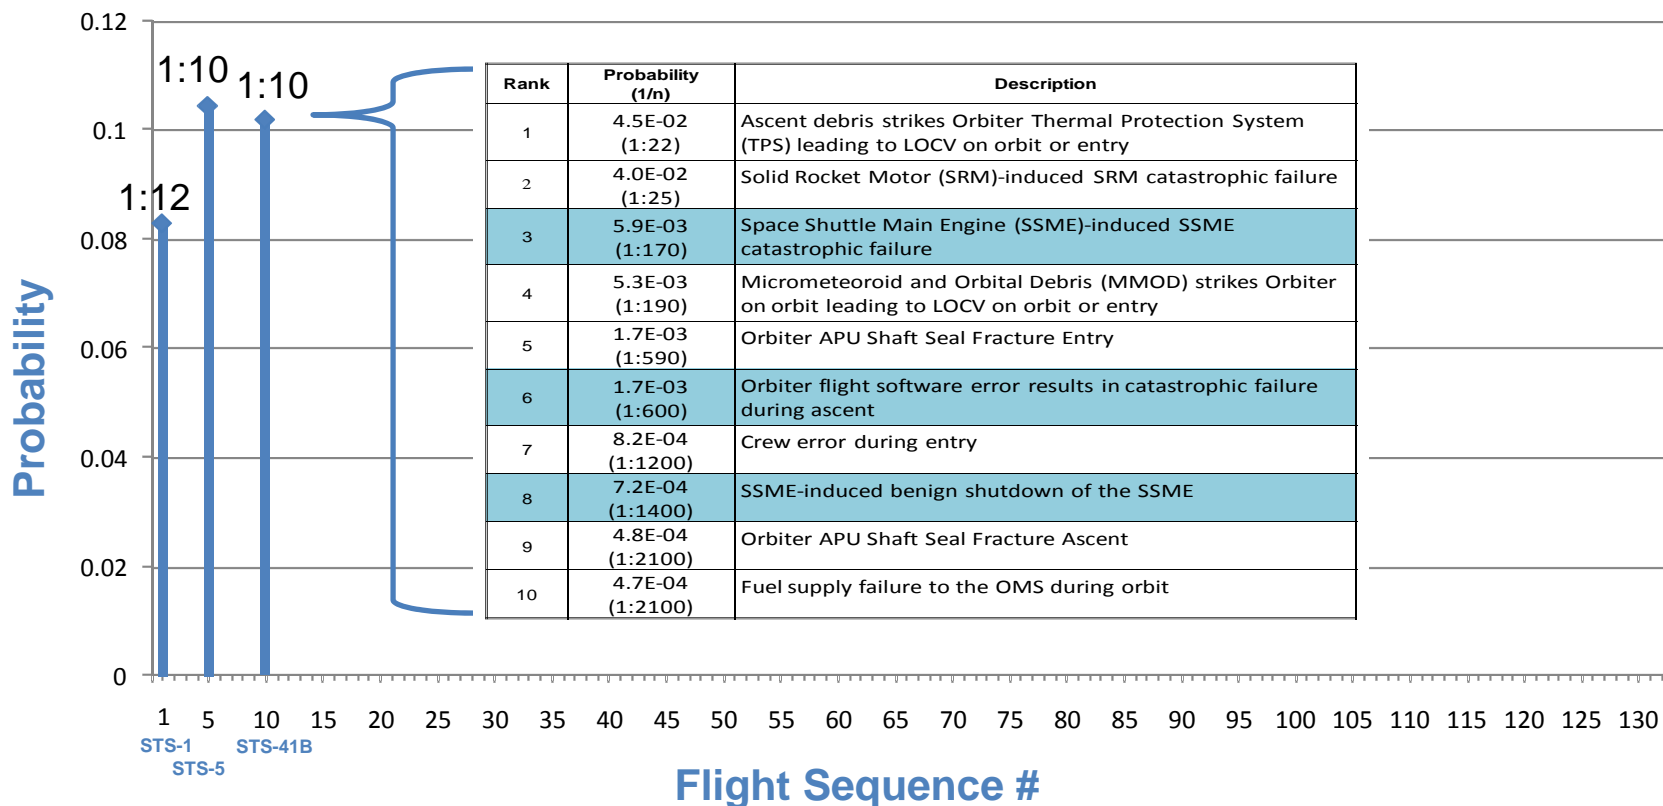 0.12
0.1
0.08
0.06
0.04
0.02
0
Probability
1:12
1:10
1:10
Rank
Probability
(1/n)
Description
1
4.5E-02
(1:22)
Ascent debris strikes Orbiter Thermal Protection System
(TPS) leading to LOCV on orbit or entry
2
4.0E-02
(1:25)
Solid Rocket Motor (SRM)-induced SRM catastrophic failure
3
5.9E-03
(1:170)
Space Shuttle Main Engine (SSME)-induced SSME
catastrophic failure
4
5.3E-03
(1:190)
Micrometeoroid and Orbital Debris (MMOD) strikes Orbiter
on orbit leading to LOCV on orbit or entry
5
1.7E-03
(1:590)
Orbiter APU Shaft Seal Fracture Entry
6
1.7E-03
(1:600)
Orbiter flight software error results in catastrophic failure
during ascent
7
8.2E-04
(1:1200)
Crew error during entry
8
7.2E-04
(1:1400)
SSME-induced benign shutdown of the SSME
9
4.8E-04
(1:2100)
Orbiter APU Shaft Seal Fracture Ascent
10
4.7E-04
(1:2100)
Fuel supply failure to the OMS during orbit
1 5 10 15 20 25 30 35 40 45 50 55 60 65 70 75 80 85 90 95 100 105 110 115 120 125 130
STS-1 STS-41B
STS-5
Flight Sequence #